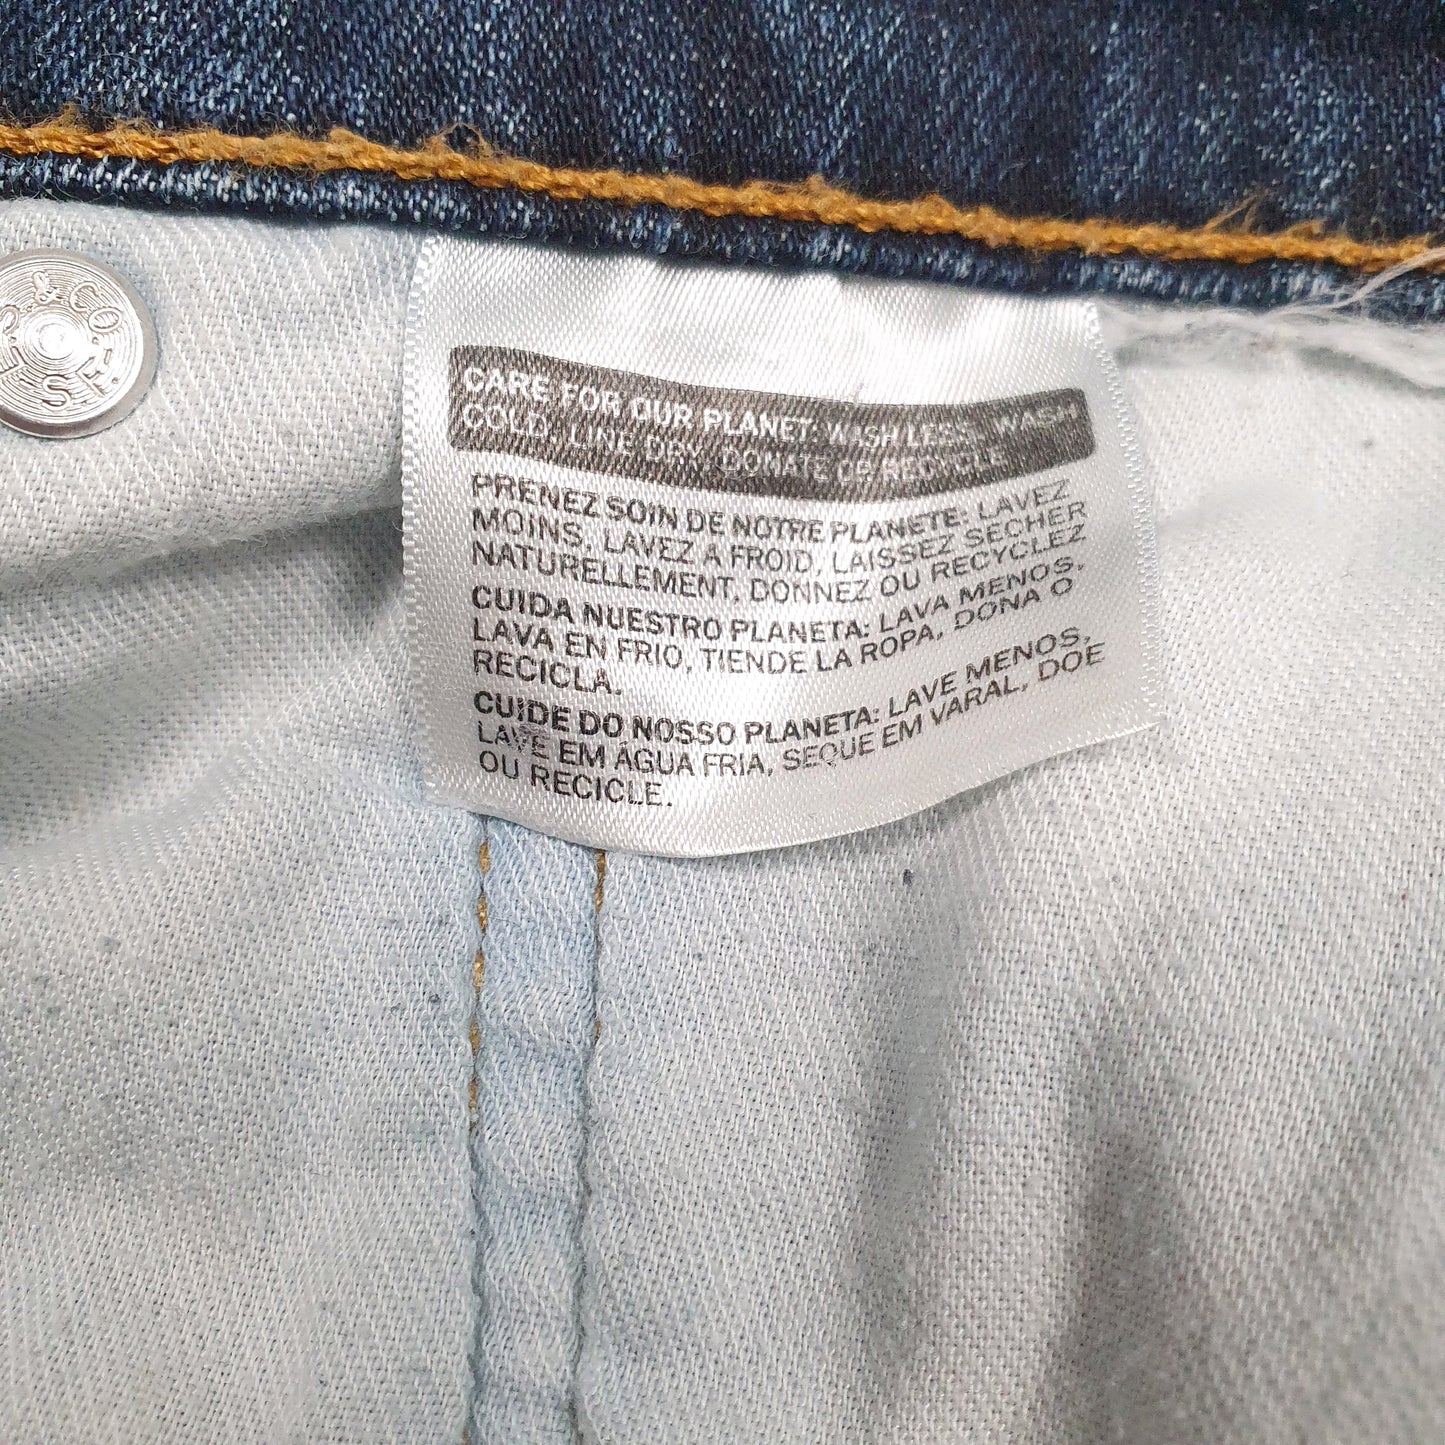 & CO
L.S.
CARE FOR OUR PLANET: WASH LESS, WASH
COLD, LINE DRY, DONATE OR RECYCLE.
PRENEZ SOIN DE NOTRE PLANETE: LAVEZ
MOINS, LAVEZ A FROID, LAISSEZ SECHER
NATURELLEMENT, DONNEZ OU RECYCLEZ
CUIDA NUESTRO PLANETA: LAVA MENOS,
LAVA EN FRIO, TIENDE LA ROPA, DONA O
RECICLA.
CUIDE DO NOSSO PLANETA: LAVE MENOS,
LAVE EM ÁGUA FRIA, SEQUE EM VARAL, DOE
OU RECICLE.